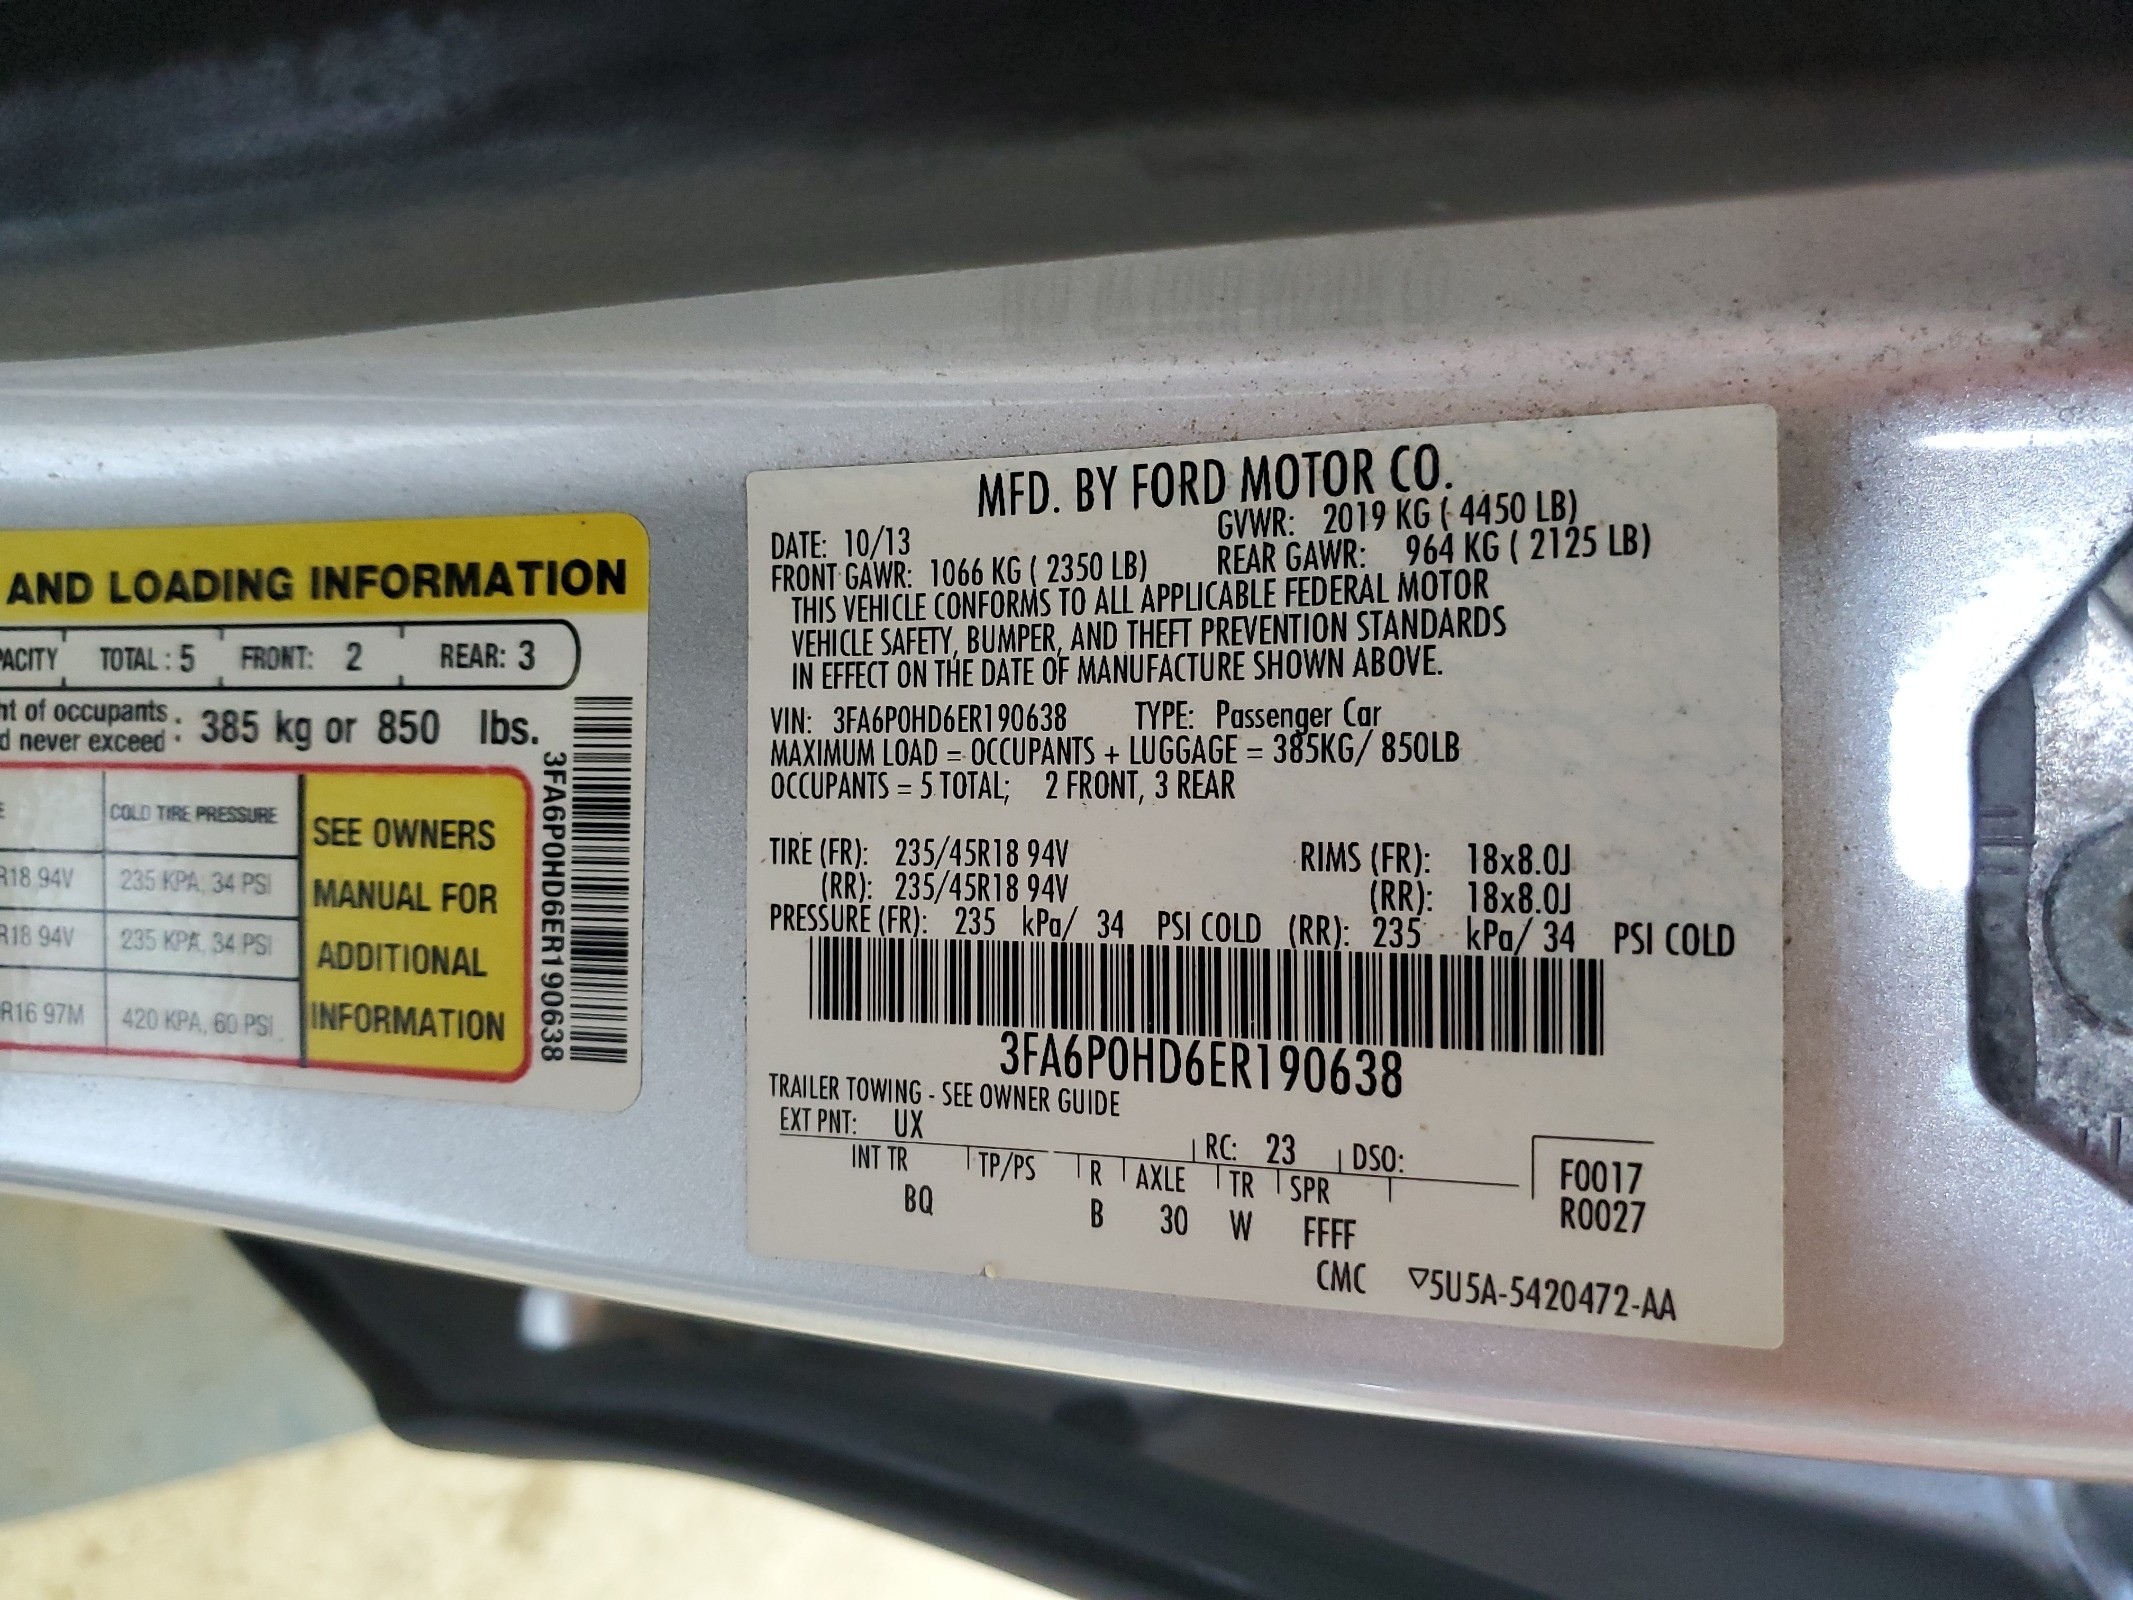 AND LOADING INFORMATION
TOTAL : 5 FRONT: 2 REAR: 3
of occupants 385 kg or 850 lbs.
never exceed
COLD TIRE PRESSURE
R18 94V 235 KPA, 34 PSI
R18 94V 235 KPA, 34 PSI
R16 97M 420 KPA, 60 PSI
SEE OWNERS
MANUAL FOR
ADDITIONAL
INFORMATION
3FA6P0HD6ER190638
MFD. BY FORD MOTOR CO.
DATE: 10/13 GVWR: 2019 KG ( 4450 LB)
FRONT GAWR: 1066 KG ( 2350 LB) REAR GAWR: 964 KG ( 2125 LB)
THIS VEHICLE CONFORMS TO ALL APPLICABLE FEDERAL MOTOR
VEHICLE SAFETY, BUMPER, AND THEFT PREVENTION STANDARDS
IN EFFECT ON THE DATE OF MANUFACTURE SHOWN ABOVE.
VIN: 3FA6P0HD6ER190638 TYPE: Passenger Car
MAXIMUM LOAD = OCCUPANTS + LUGGAGE = 385KG/ 850LB
OCCUPANTS = 5 TOTAL; 2 FRONT, 3 REAR
TIRE (FR): 235/45R18 94V RIMS (FR): 18x8.0J
(RR): 235/45R18 94V (RR): 18x8.0J
PRESSURE (FR): 235 kPa/ 34 PSI COLD (RR): 235 kPa/ 34 PSI COLD
3FA6P0HD6ER190638
TRAILER TOWING - SEE OWNER GUIDE
EXT PNT: UX RC: 23 DSO:
INT TR TP/PS R AXLE TR SPR
BQ B 30 W FFFF
F0017
R0027
CMC ▽5U5A-5420472-AA